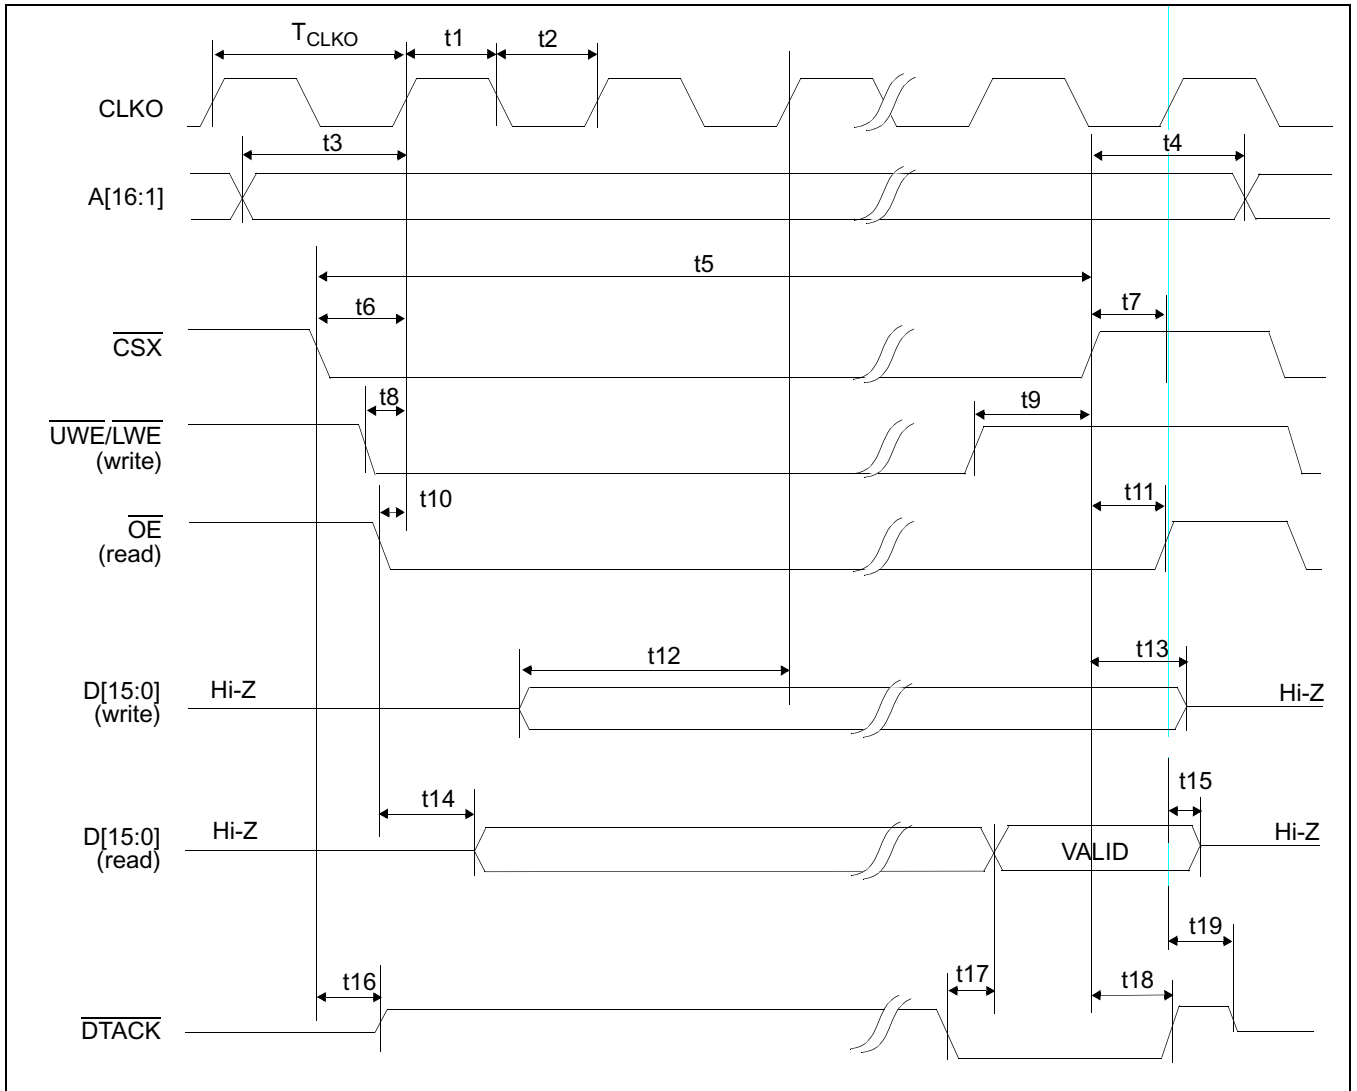 TCLKO t1 t2
CLKO
t3 t4
A[16:1]
t5
t6 t7
CSX
t8 t9
UWE/LWE
(write)
t10 t11
OE
(read)
t12 t13
D[15:0]
(write)
Hi-Z Hi-Z
t14 t15
D[15:0]
(read)
Hi-Z VALID Hi-Z
t16 t17 t18 t19
DTACK